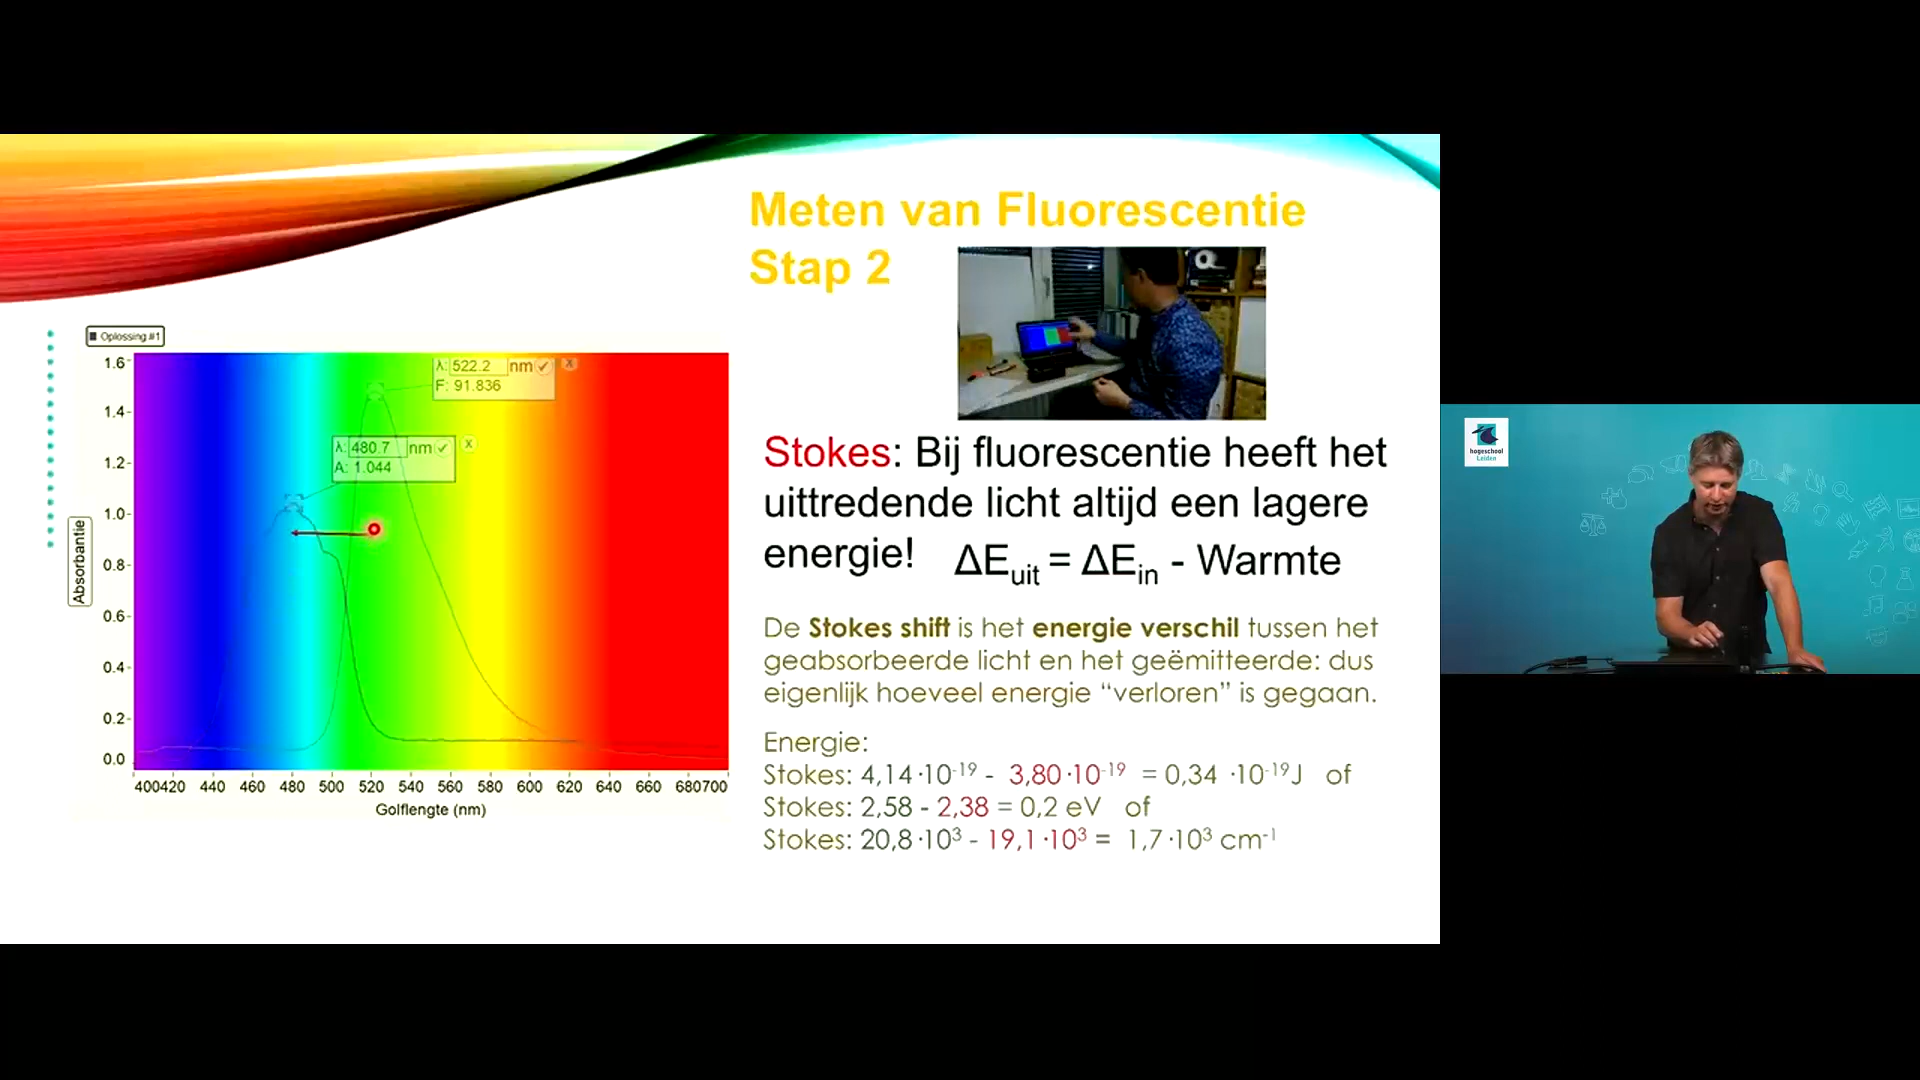 Meten van Fluorescentie
Stap 2
Oplossing #1
1.6
1.4
1.2
1.0
0.8
0.6
0.4
0.2
0.0
Absorbantie
λ: 522.2 nm
F: 91.836
λ: 480.7 nm
A: 1.044
400 420 440 460 480 500 520 540 560 580 600 620 640 660 680 700
Golflengte (nm)
Stokes: Bij fluorescentie heeft het
uittredende licht altijd een lagere
energie! ΔEuit = ΔEin - Warmte
De Stokes shift is het energie verschil tussen het
geabsorbeerde licht en het geëmitteerde: dus
eigenlijk hoeveel energie “verloren” is gegaan.
Energie:
Stokes: 4,14·10-19 - 3,80·10-19 = 0,34 ·10-19J of
Stokes: 2,58 - 2,38 = 0,2 eV of
Stokes: 20,8·10³ - 19,1·10³ = 1,7·10³ cm-1
hogeschool
Leiden